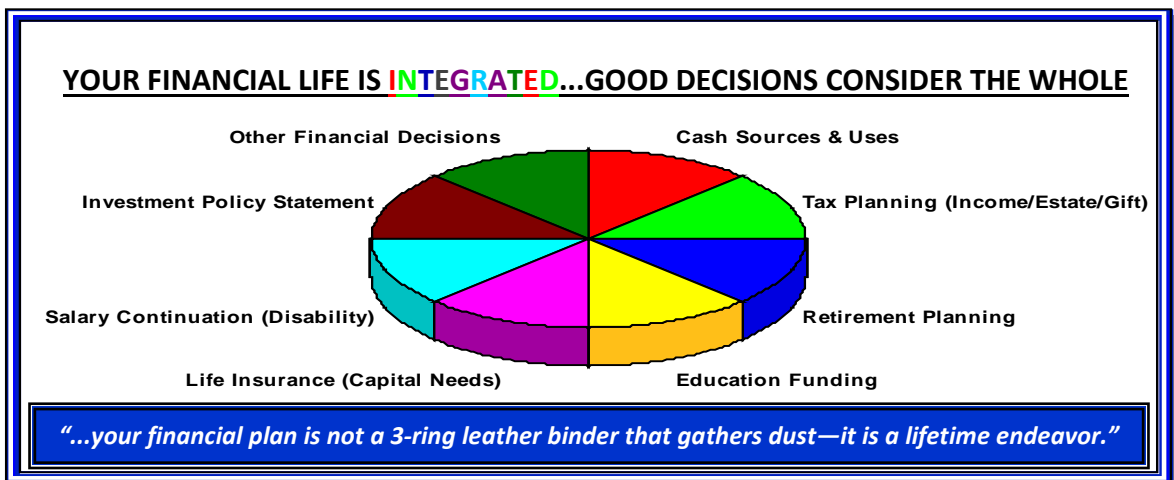 YOUR FINANCIAL LIFE IS INTEGRATED...GOOD DECISIONS CONSIDER THE WHOLE
Other Financial Decisions
Cash Sources & Uses
Investment Policy Statement
Tax Planning (Income/Estate/Gift)
Salary Continuation (Disability)
Retirement Planning
Life Insurance (Capital Needs)
Education Funding
“...your financial plan is not a 3-ring leather binder that gathers dust—it is a lifetime endeavor.”